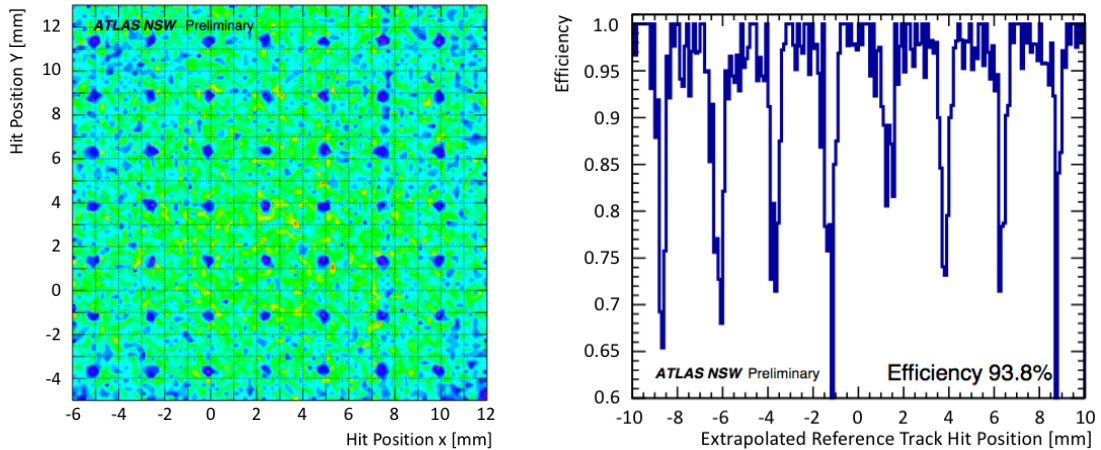 ATLAS NSW Preliminary
Hit Position Y [mm]
12
10
8
6
4
2
0
-2
-4
-6 -4 -2 0 2 4 6 8 10 12
Hit Position x [mm]
Efficiency
1.0
0.95
0.9
0.85
0.8
0.75
0.7
0.65
0.6
ATLAS NSW Preliminary
Efficiency 93.8%
-10 -8 -6 -4 -2 0 2 4 6 8 10
Extrapolated Reference Track Hit Position [mm]